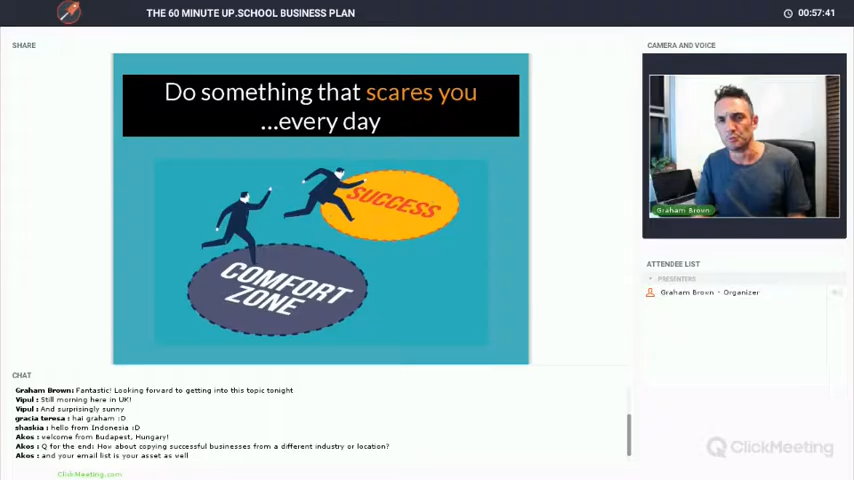 THE 60 MINUTE UP.SCHOOL BUSINESS PLAN
00:57:41
SHARE
Do something that scares you
...every day
SUCCESS
COMFORT
ZONE
CAMERA AND VOICE
Graham Brown
ATTENDEE LIST
PRESENTERS
Graham Brown - Organizer
CHAT
Graham Brown: Fantastic! Looking forward to getting into this topic tonight
Vipul : Still morning here in UK!
Vipul : And surprisingly sunny
gracia teresa : hai graham :D
shaskia : hello from Indonesia :D
Akos : welcome from Budapest, Hungary!
Akos : Q for the end: How about copying successful businesses from a different industry or location?
Akos : and your email list is your asset as well
ClickMeeting.com
ClickMeeting